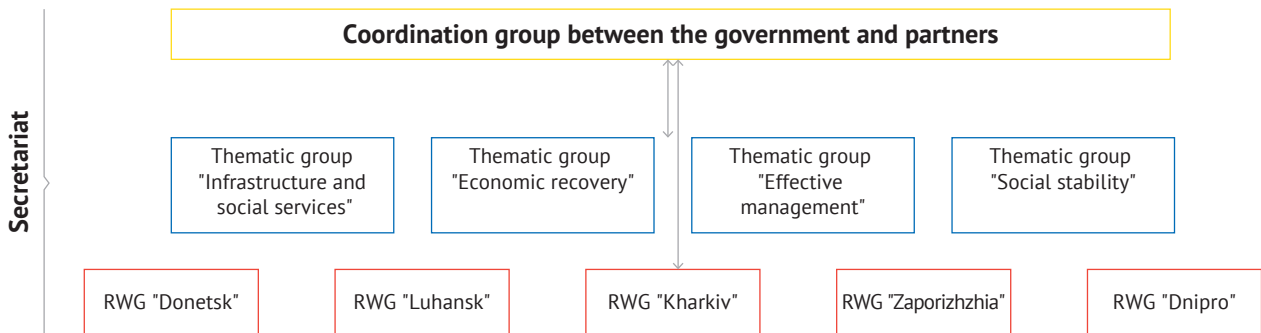 Coordination group between the government and partners
Secretariat
Thematic group
"Infrastructure and
social services"
Thematic group
"Economic recovery"
Thematic group
"Effective
management"
Thematic group
"Social stability"
RWG "Donetsk"
RWG "Luhansk"
RWG "Kharkiv"
RWG "Zaporizhzhia"
RWG "Dnipro"